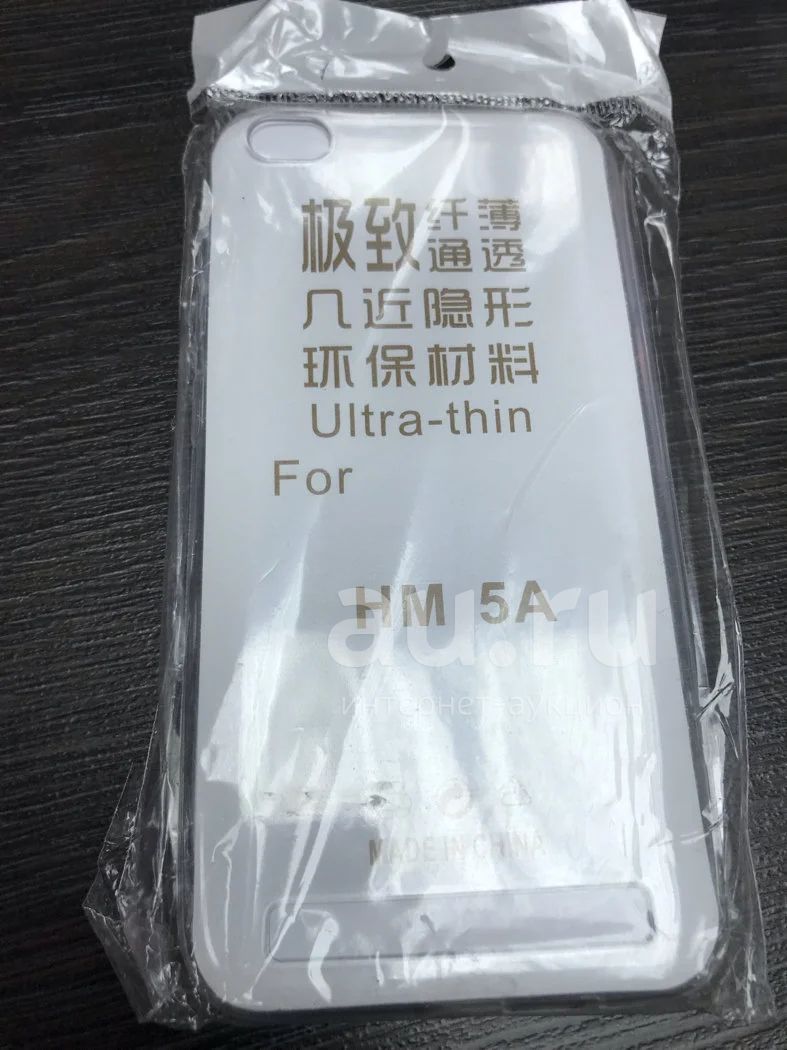 极致纤薄
通透
几近隐形
环保材料
Ultra-thin
For
HM 5A
au.ru
интернет-аукцион
MADE IN CHINA